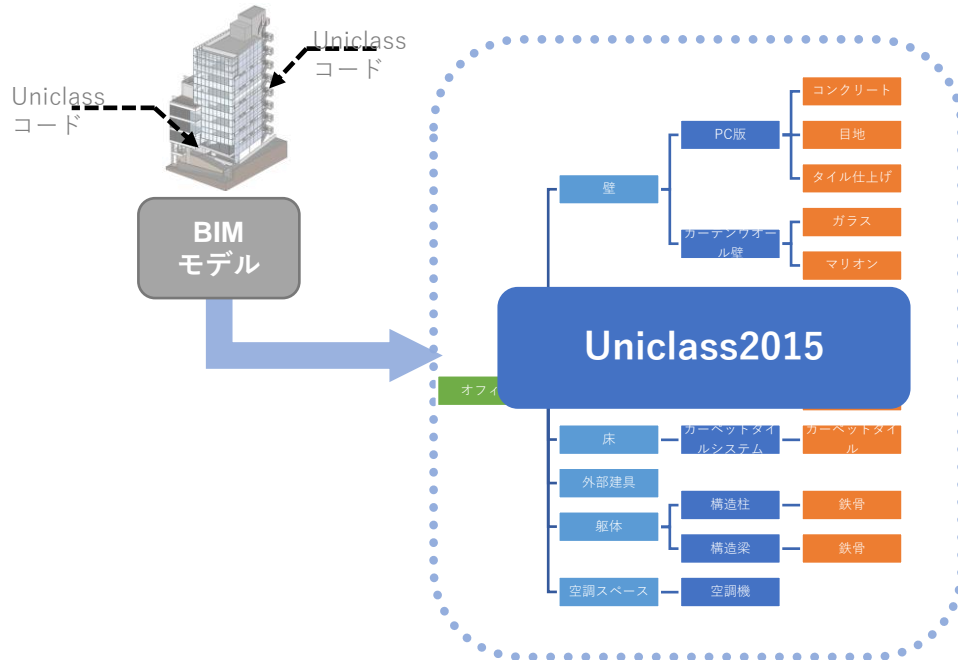 Uniclass
コード
Uniclass
コード
BIM
モデル
コンクリート
PC版
目地
タイル仕上げ
壁
ガラス
カーテンウオー
ル壁
マリオン
Uniclass2015
オフィ
床
カーペットタイ
ルシステム
カーペットタイ
ル
外部建具
構造柱
鉄骨
躯体
構造梁
鉄骨
空調スペース
空調機